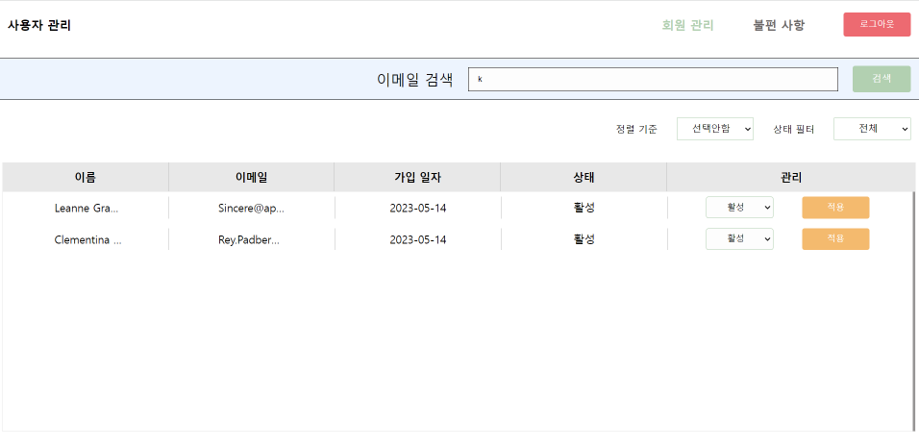 사용자 관리 회원 관리 불편 사항 로그아웃
이메일 검색 k 검색
정렬 기준 선택안함 상태 필터 전체
이름 이메일 가입 일자 상태 관리
Leanne Gra... Sincere@ap... 2023-05-14 활성 활성 적용
Clementina ... Rey.Padber... 2023-05-14 활성 활성 적용